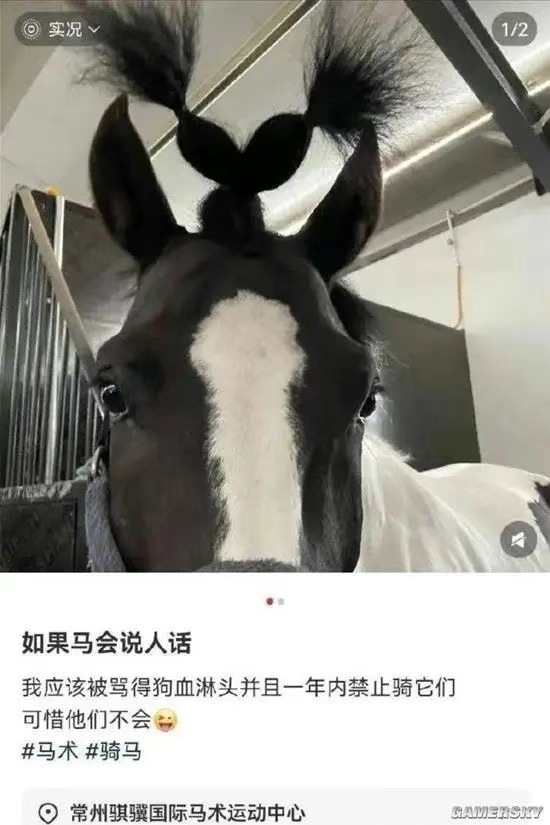 实况
1/2
如果马会说人话
我应该被骂得狗血淋头并且一年内禁止骑它们
可惜他们不会😜
#马术 #骑马
常州骐骥国际马术运动中心
GAMERSKY